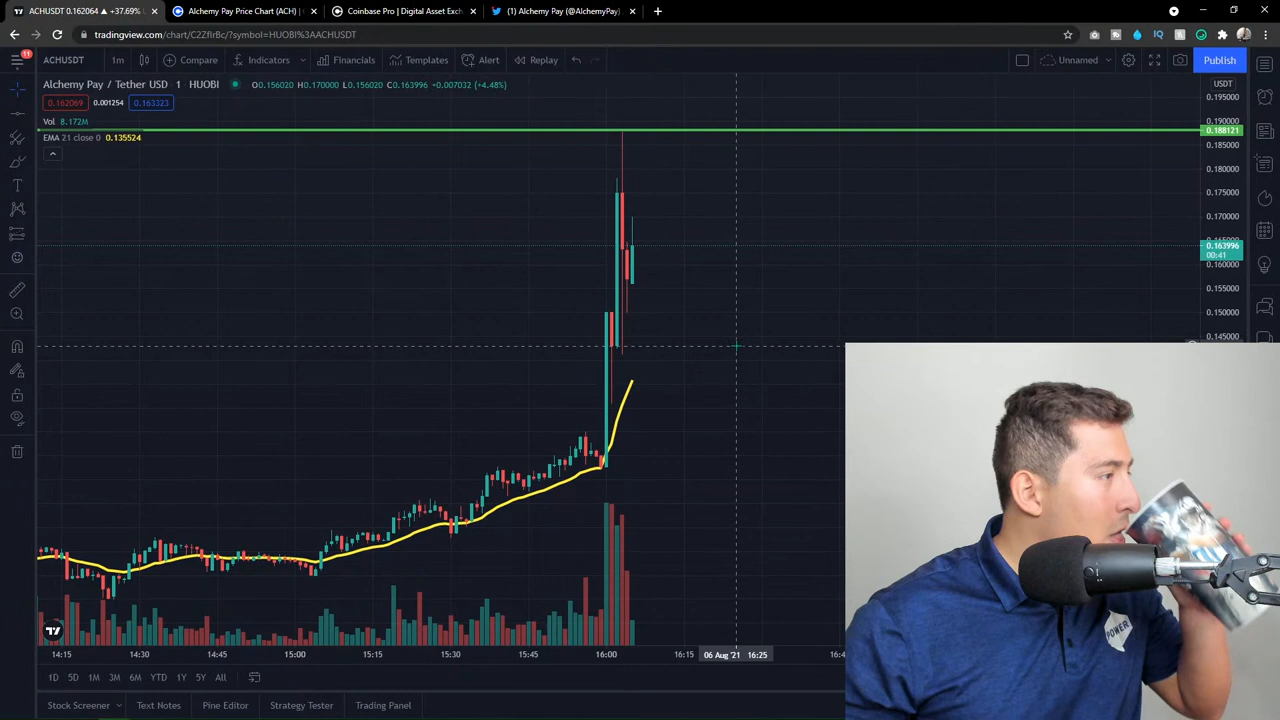 ACHUSDT 0.162064 ▲ +37.69%
Alchemy Pay Price Chart (ACH) |
Coinbase Pro | Digital Asset Exch
(1) Alchemy Pay (@AlchemyPay)
tradingview.com/chart/C2ZfIrBc/?symbol=HUOBI%3AACHUSDT
11
ACHUSDT 1m Compare Indicators Financials Templates Alert Replay Unnamed Publish
Alchemy Pay / Tether USD 1 HUOBI O0.156020 H0.170000 L0.156020 C0.163996 +0.007032 (+4.48%)
USDT
0.162069 0.001254 0.163323
Vol 8.172M
EMA 21 close 0 0.135524
0.195000
0.190000
0.188121
0.185000
0.180000
0.175000
0.170000
0.163996
00:41
0.160000
0.155000
0.150000
0.145000
POWER
14:15 14:30 14:45 15:00 15:15 15:30 15:45 16:00 16:15 06 Aug '21 16:25
1D 5D 1M 3M 6M YTD 1Y 5Y All
Stock Screener Text Notes Pine Editor Strategy Tester Trading Panel